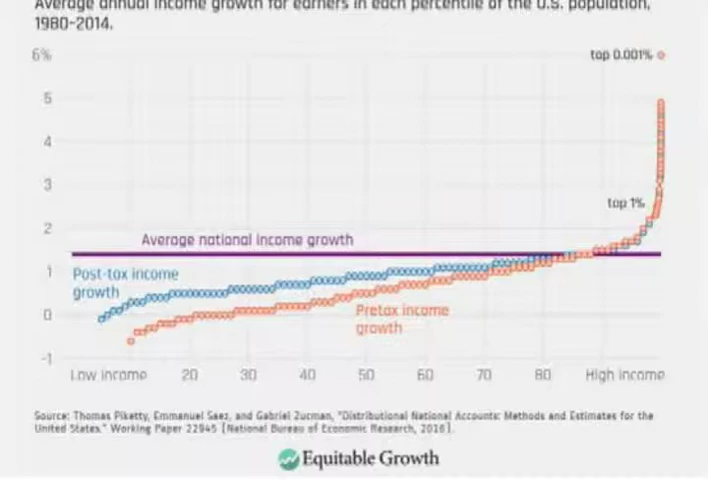 Average annual income growth for earners in each percentile of the U.S. population,
1980-2014.
6%
top 0.001%
5
4
3
top 1%
2
Average national income growth
1
Post-tax income
growth
0
Pretax income
growth
-1
Low income 20 30 40 50 60 70 80 High income
Source: Thomas Piketty, Emmanuel Saez, and Gabriel Zucman, "Distributional National Accounts: Methods and Estimates for the
United States." Working Paper 22945 (National Bureau of Economic Research, 2016).
Equitable Growth